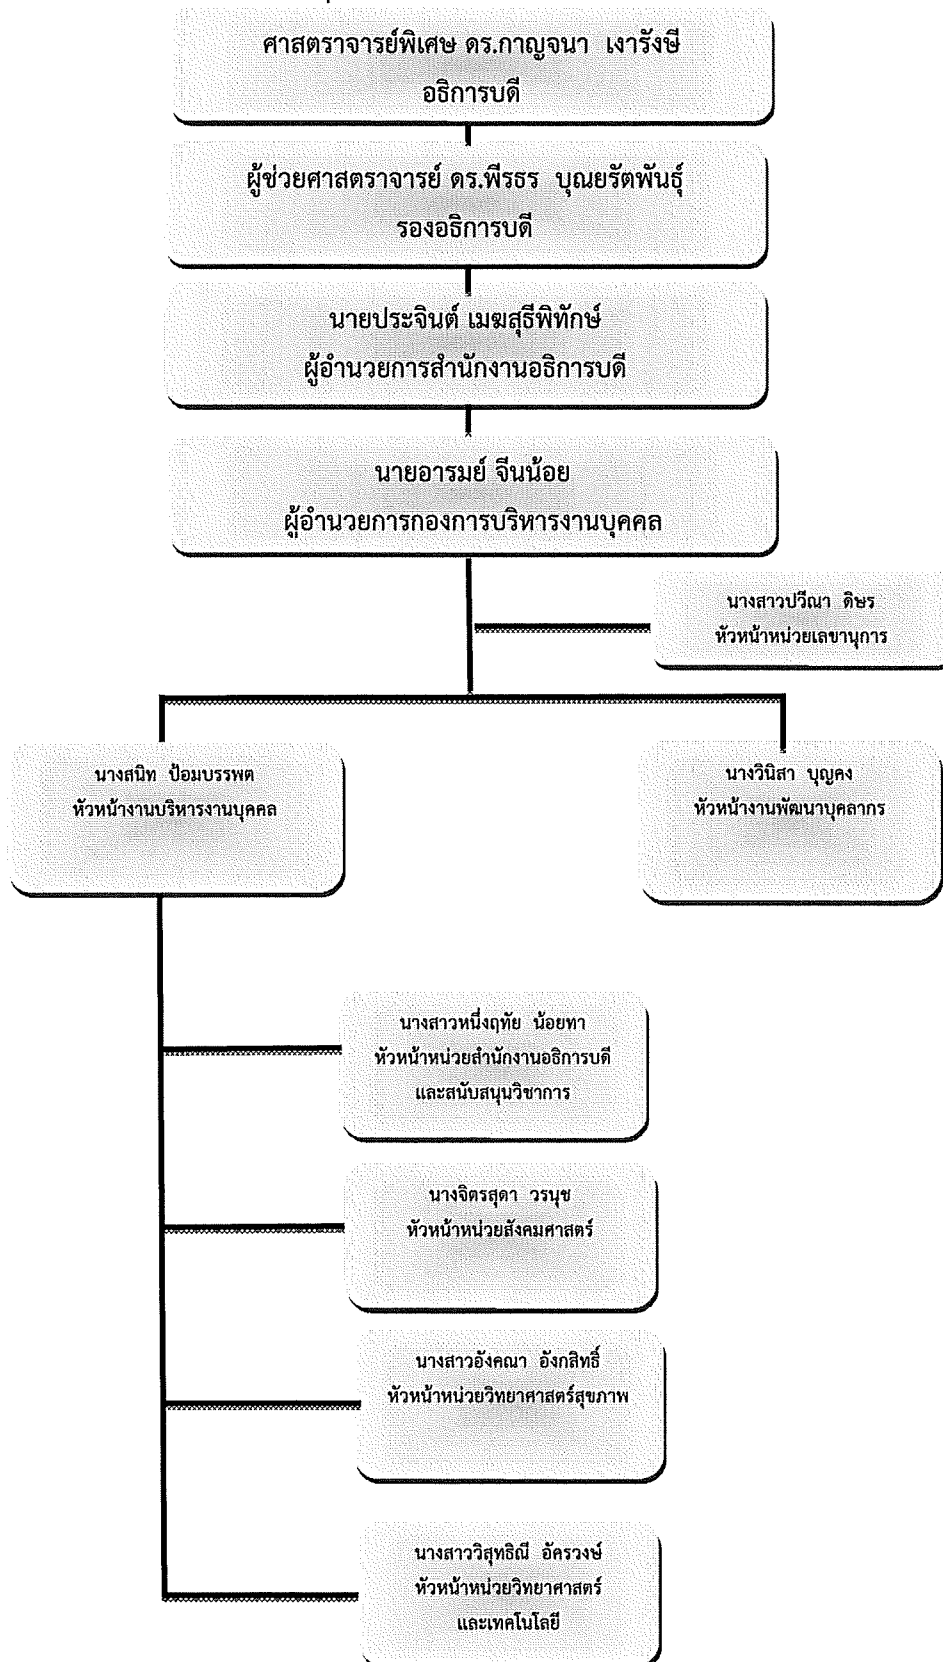 ศาสตราจารย์พิเศษ ดร.กาญจนา เงารังษี
อธิการบดี
ผู้ช่วยศาสตราจารย์ ดร.พีรธร บุณยรัตพันธุ์
รองอธิการบดี
นายประจินต์ เมฆสุธีพิทักษ์
ผู้อำนวยการสำนักงานอธิการบดี
นายอารมย์ จีนน้อย
ผู้อำนวยการกองการบริหารงานบุคคล
นางสาวปวีณา ดิษร
หัวหน้าหน่วยเลขานุการ
นางสนิท ป้อมบรรพต
หัวหน้างานบริหารงานบุคคล
นางวินิสา บุญคง
หัวหน้างานพัฒนาบุคลากร
นางสาวหนึ่งฤทัย น้อยทา
หัวหน้าหน่วยสำนักงานอธิการบดี
และสนับสนุนวิชาการ
นางจิตรสุดา วรนุช
หัวหน้าหน่วยสังคมศาสตร์
นางสาวอังคณา อังกสิทธิ์
หัวหน้าหน่วยวิทยาศาสตร์สุขภาพ
นางสาววิสุทธิณี อัครวงษ์
หัวหน้าหน่วยวิทยาศาสตร์
และเทคโนโลยี